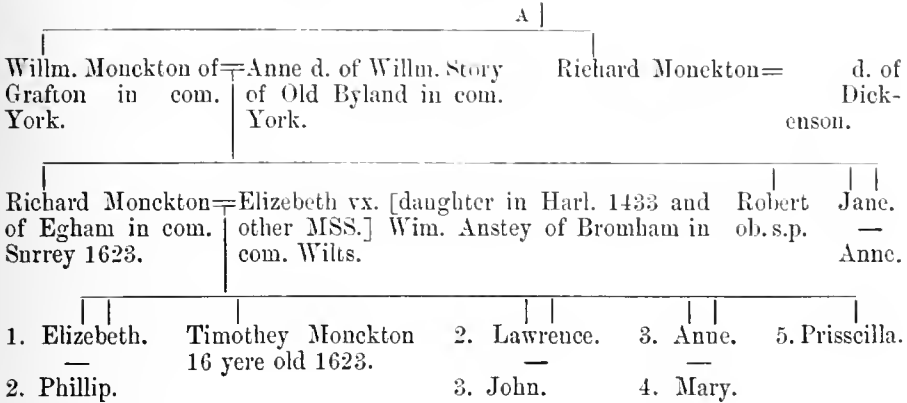 A
Willm. Monckton of=Anne d. of Willm. Story Richard Monckton= d. of
Grafton in com. of Old Byland in com. Dick-
York. York. enson.
Richard Monckton=Elizebeth vx. [daughter in Harl. 1433 and Robert Jane.
of Egham in com. other MSS.] Wim. Anstey of Bromham in ob. s.p. —
Surrey 1623. com. Wilts. Anne.
1. Elizebeth. Timothey Monckton 2. Lawrence. 3. Anne. 5. Prisscilla.
— 16 yere old 1623. — —
2. Phillip. 3. John. 4. Mary.